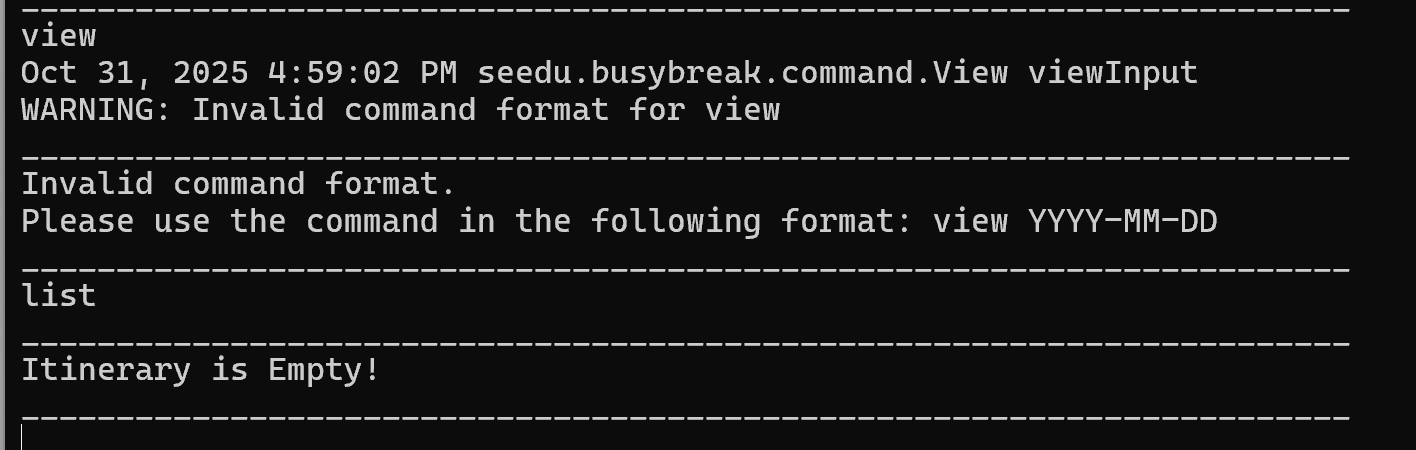 ______________________________________________________________________
view
Oct 31, 2025 4:59:02 PM seedu.busybreak.command.View viewInput
WARNING: Invalid command format for view
______________________________________________________________________
Invalid command format.
Please use the command in the following format: view YYYY-MM-DD
______________________________________________________________________
list
______________________________________________________________________
Itinerary is Empty!
______________________________________________________________________